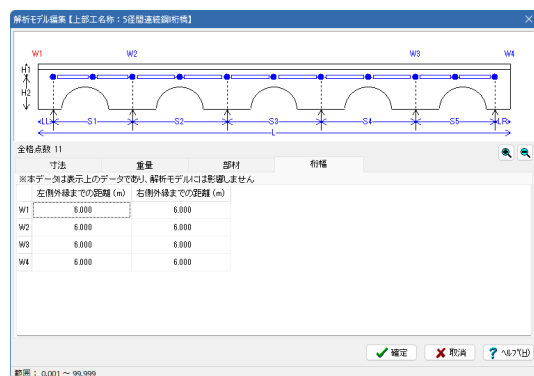 解析モデル編集【上部工名称：5径間連続鋼I桁橋】
W1 W2 W3 W4
H1
H2
LL S1 S2 S3 S4 S5 LR
L
全格点数 11
寸法 重量 部材 桁幅
※本データは表示上のデータであり、解析モデルには影響しません
左側外縁までの距離 (m) 右側外縁までの距離 (m)
W1 6.000 6.000
W2 6.000 6.000
W3 6.000 6.000
W4 6.000 6.000
確定 取消 ヘルプ(H)
範囲： 0.001 ～ 99.999